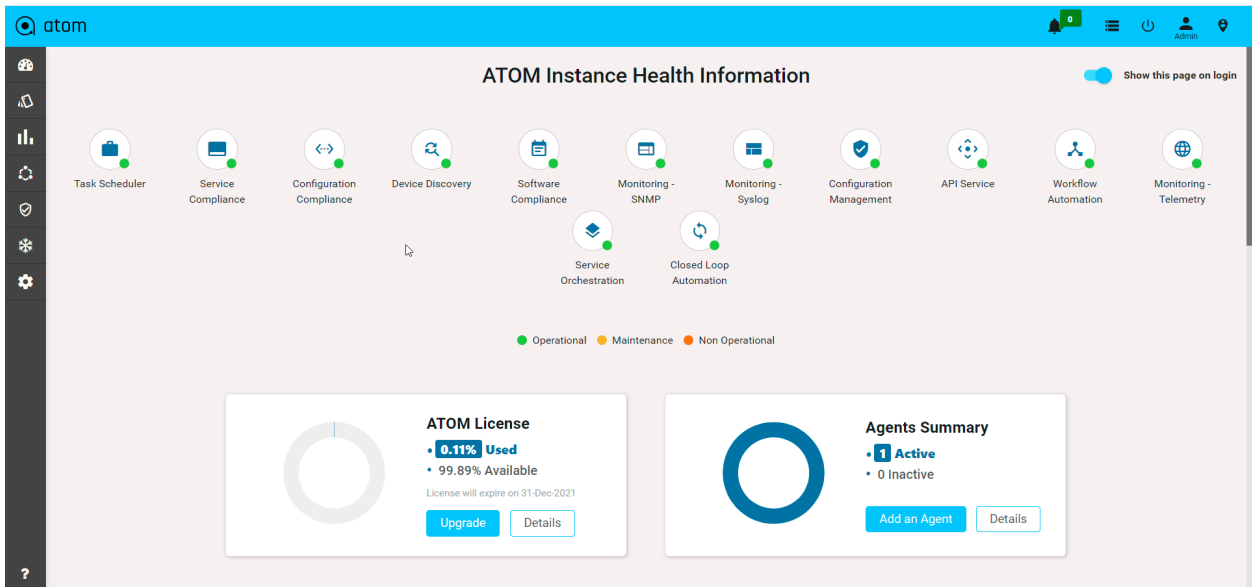 atom
0
Admin
ATOM Instance Health Information
Show this page on login
Task Scheduler
Service
Compliance
Configuration
Compliance
Device Discovery
Software
Compliance
Monitoring -
SNMP
Monitoring -
Syslog
Configuration
Management
API Service
Workflow
Automation
Monitoring -
Telemetry
Service
Orchestration
Closed Loop
Automation
Operational
Maintenance
Non Operational
ATOM License
• 0.11% Used
• 99.89% Available
License will expire on 31-Dec-2021
Upgrade
Details
Agents Summary
• 1 Active
• 0 Inactive
Add an Agent
Details
?